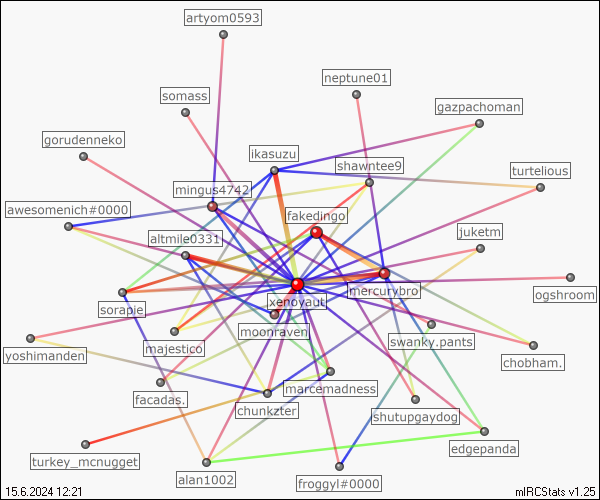 artyom0593
neptune01
somass
gazpachoman
gorudenneko
ikasuzu
shawntee9
turtelious
mingus4742
awesomenich#0000
fakedingo
altmile0331
juketm
xenoyaut
mercurybro
ogshroom
sorapie
moonraven
majestico
swanky.pants
yoshimanden
chobham.
marcemadness
facadas.
chunkzter
shutupgaydog
edgepanda
turkey_mcnugget
alan1002
froggyl#0000
15.6.2024 12:21
mIRCStats v1.25